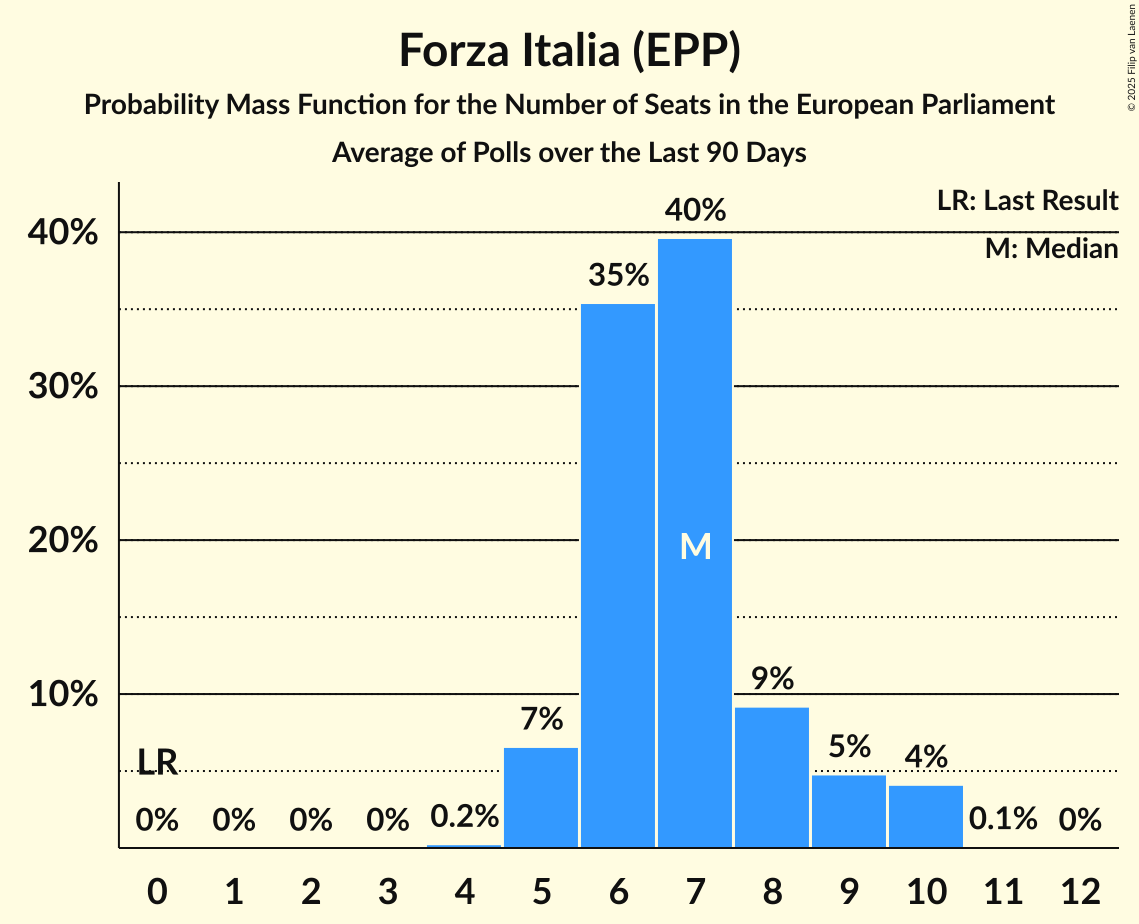 Forza Italia (EPP)
Probability Mass Function for the Number of Seats in the European Parliament
Average of Polls over the Last 90 Days
© 2025 Filip van Laenen
LR: Last Result
M: Median
40%
30%
20%
10%
LR
0%
0%
0%
0%
0.2%
7%
35%
40%
M
9%
5%
4%
0.1%
0%
0 1 2 3 4 5 6 7 8 9 10 11 12